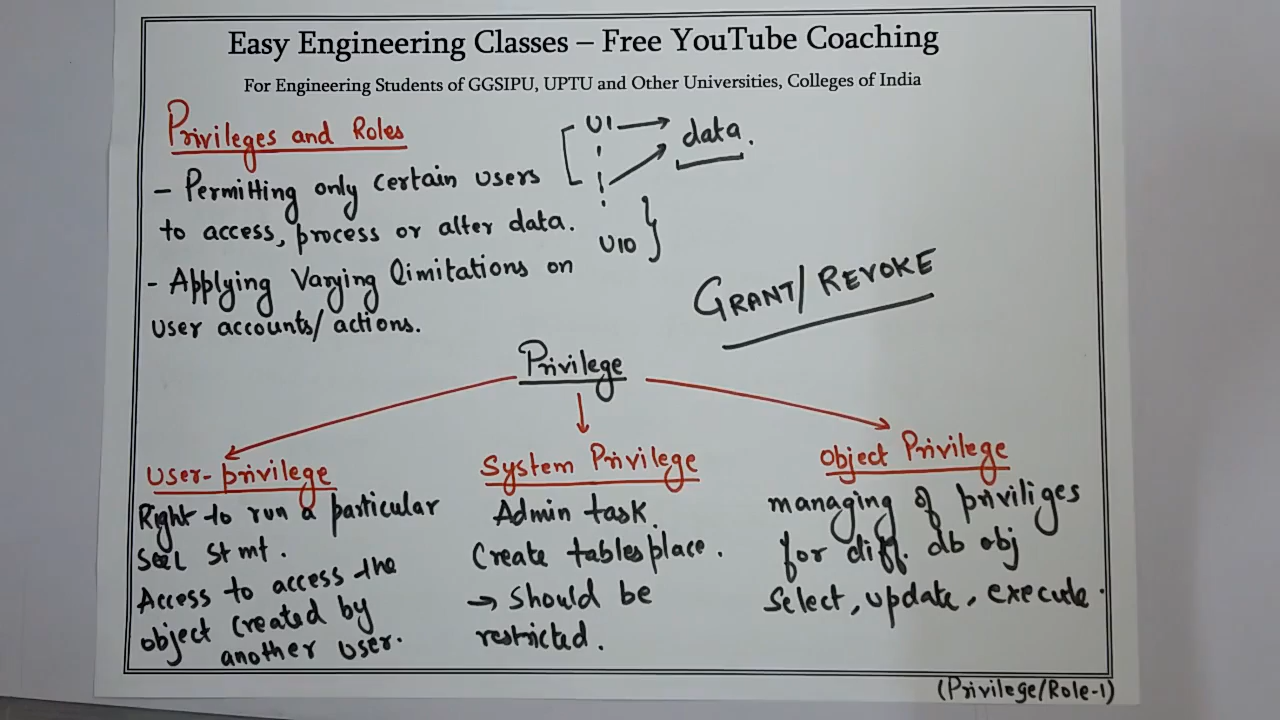 Easy Engineering Classes – Free YouTube Coaching
For Engineering Students of GGSIPU, UPTU and Other Universities, Colleges of India
Privileges and Roles
- Permitting only certain users
to access, process or alter data.
- Applying Varying limitations on
user accounts/actions.
U1 → data.
U10
GRANT/REVOKE
Privilege
User-privilege
Right to run a particular
SQL stmt.
Access to access the
object created by
another user.
System Privilege
Admin task.
Create tablesplace.
→ Should be
restricted.
Object Privilege
managing of priviliges
for diff. db obj
Select, update, execute.
(Privilege/Role-1)